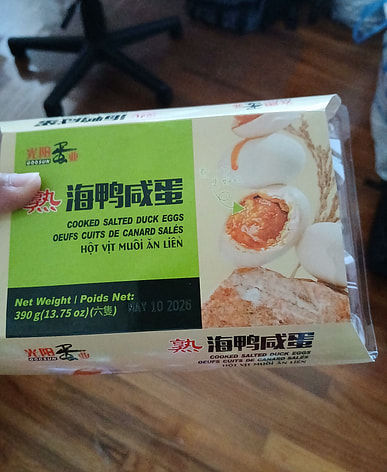 光阳蛋业
GOOSUN
熟 海鸭咸蛋
COOKED SALTED DUCK EGGS
OEUFS CUITS DE CANARD SALÉS
HỘT VỊT MUỐI ĂN LIỀN
Net Weight / Poids Net:
390 g(13.75 oz)(六隻)
MAY 10 2026
光阳蛋业
GOOSUN
熟 海鸭咸蛋
COOKED SALTED DUCK EGGS
OEUFS CUITS DE CANARD SALÉS
HỘT VỊT MUỐI ĂN LIỀN